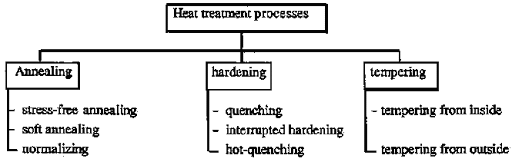 Heat treatment processes
Annealing
- stress-free annealing
- soft annealing
- normalizing
hardening
- quenching
- interrupted hardening
- hot-quenching
tempering
- tempering from inside
- tempering from outside